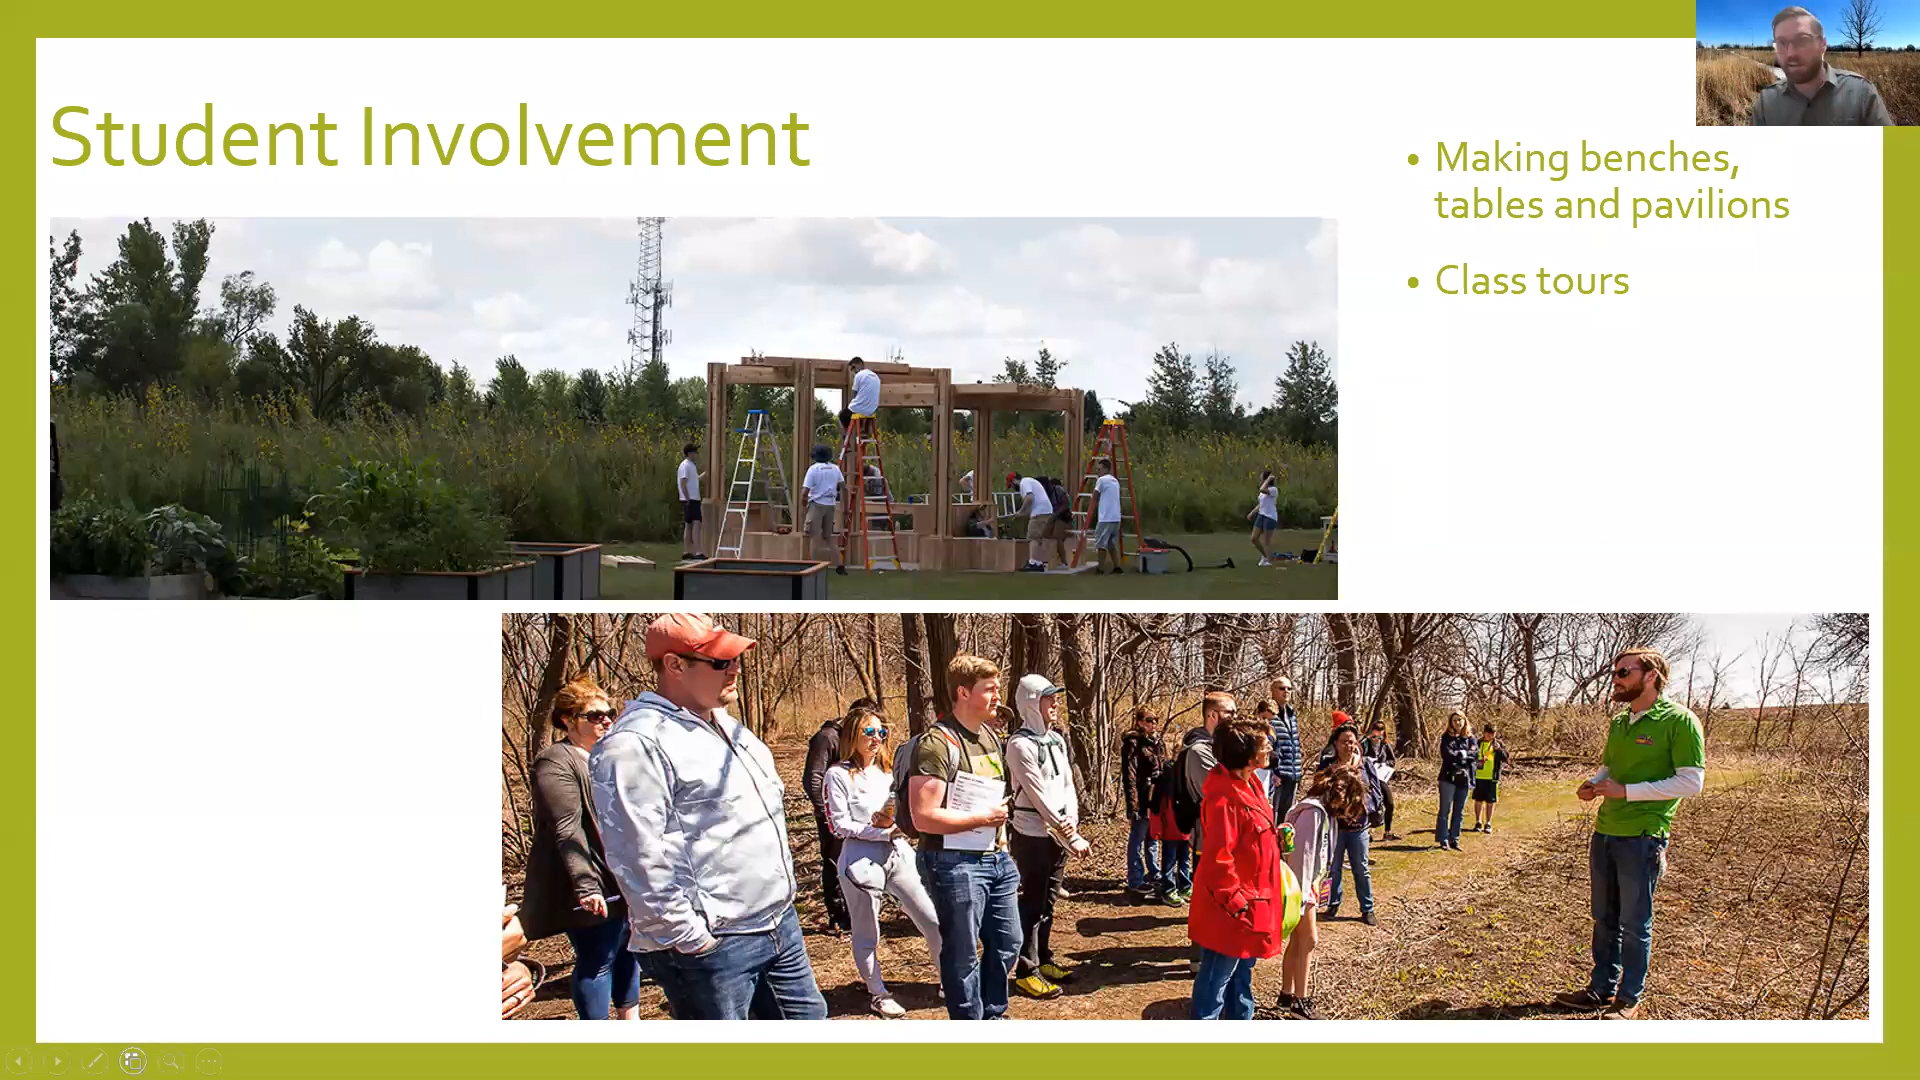 Student Involvement
• Making benches,
tables and pavilions
• Class tours